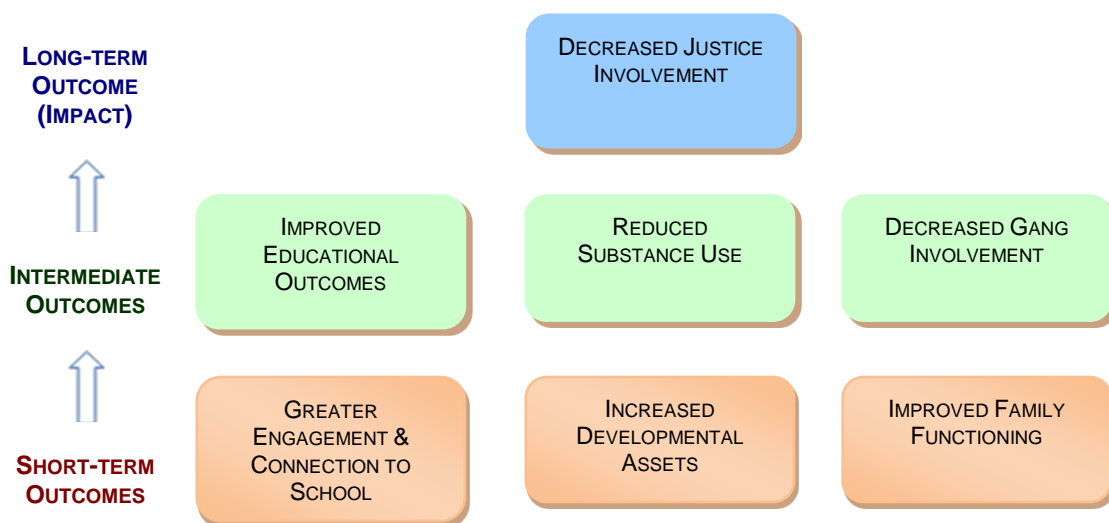 LONG-TERM
OUTCOME
(IMPACT)
DECREASED JUSTICE
INVOLVEMENT
INTERMEDIATE
OUTCOMES
IMPROVED
EDUCATIONAL
OUTCOMES
REDUCED
SUBSTANCE USE
DECREASED GANG
INVOLVEMENT
SHORT-TERM
OUTCOMES
GREATER
ENGAGEMENT &
CONNECTION TO
SCHOOL
INCREASED
DEVELOPMENTAL
ASSETS
IMPROVED FAMILY
FUNCTIONING